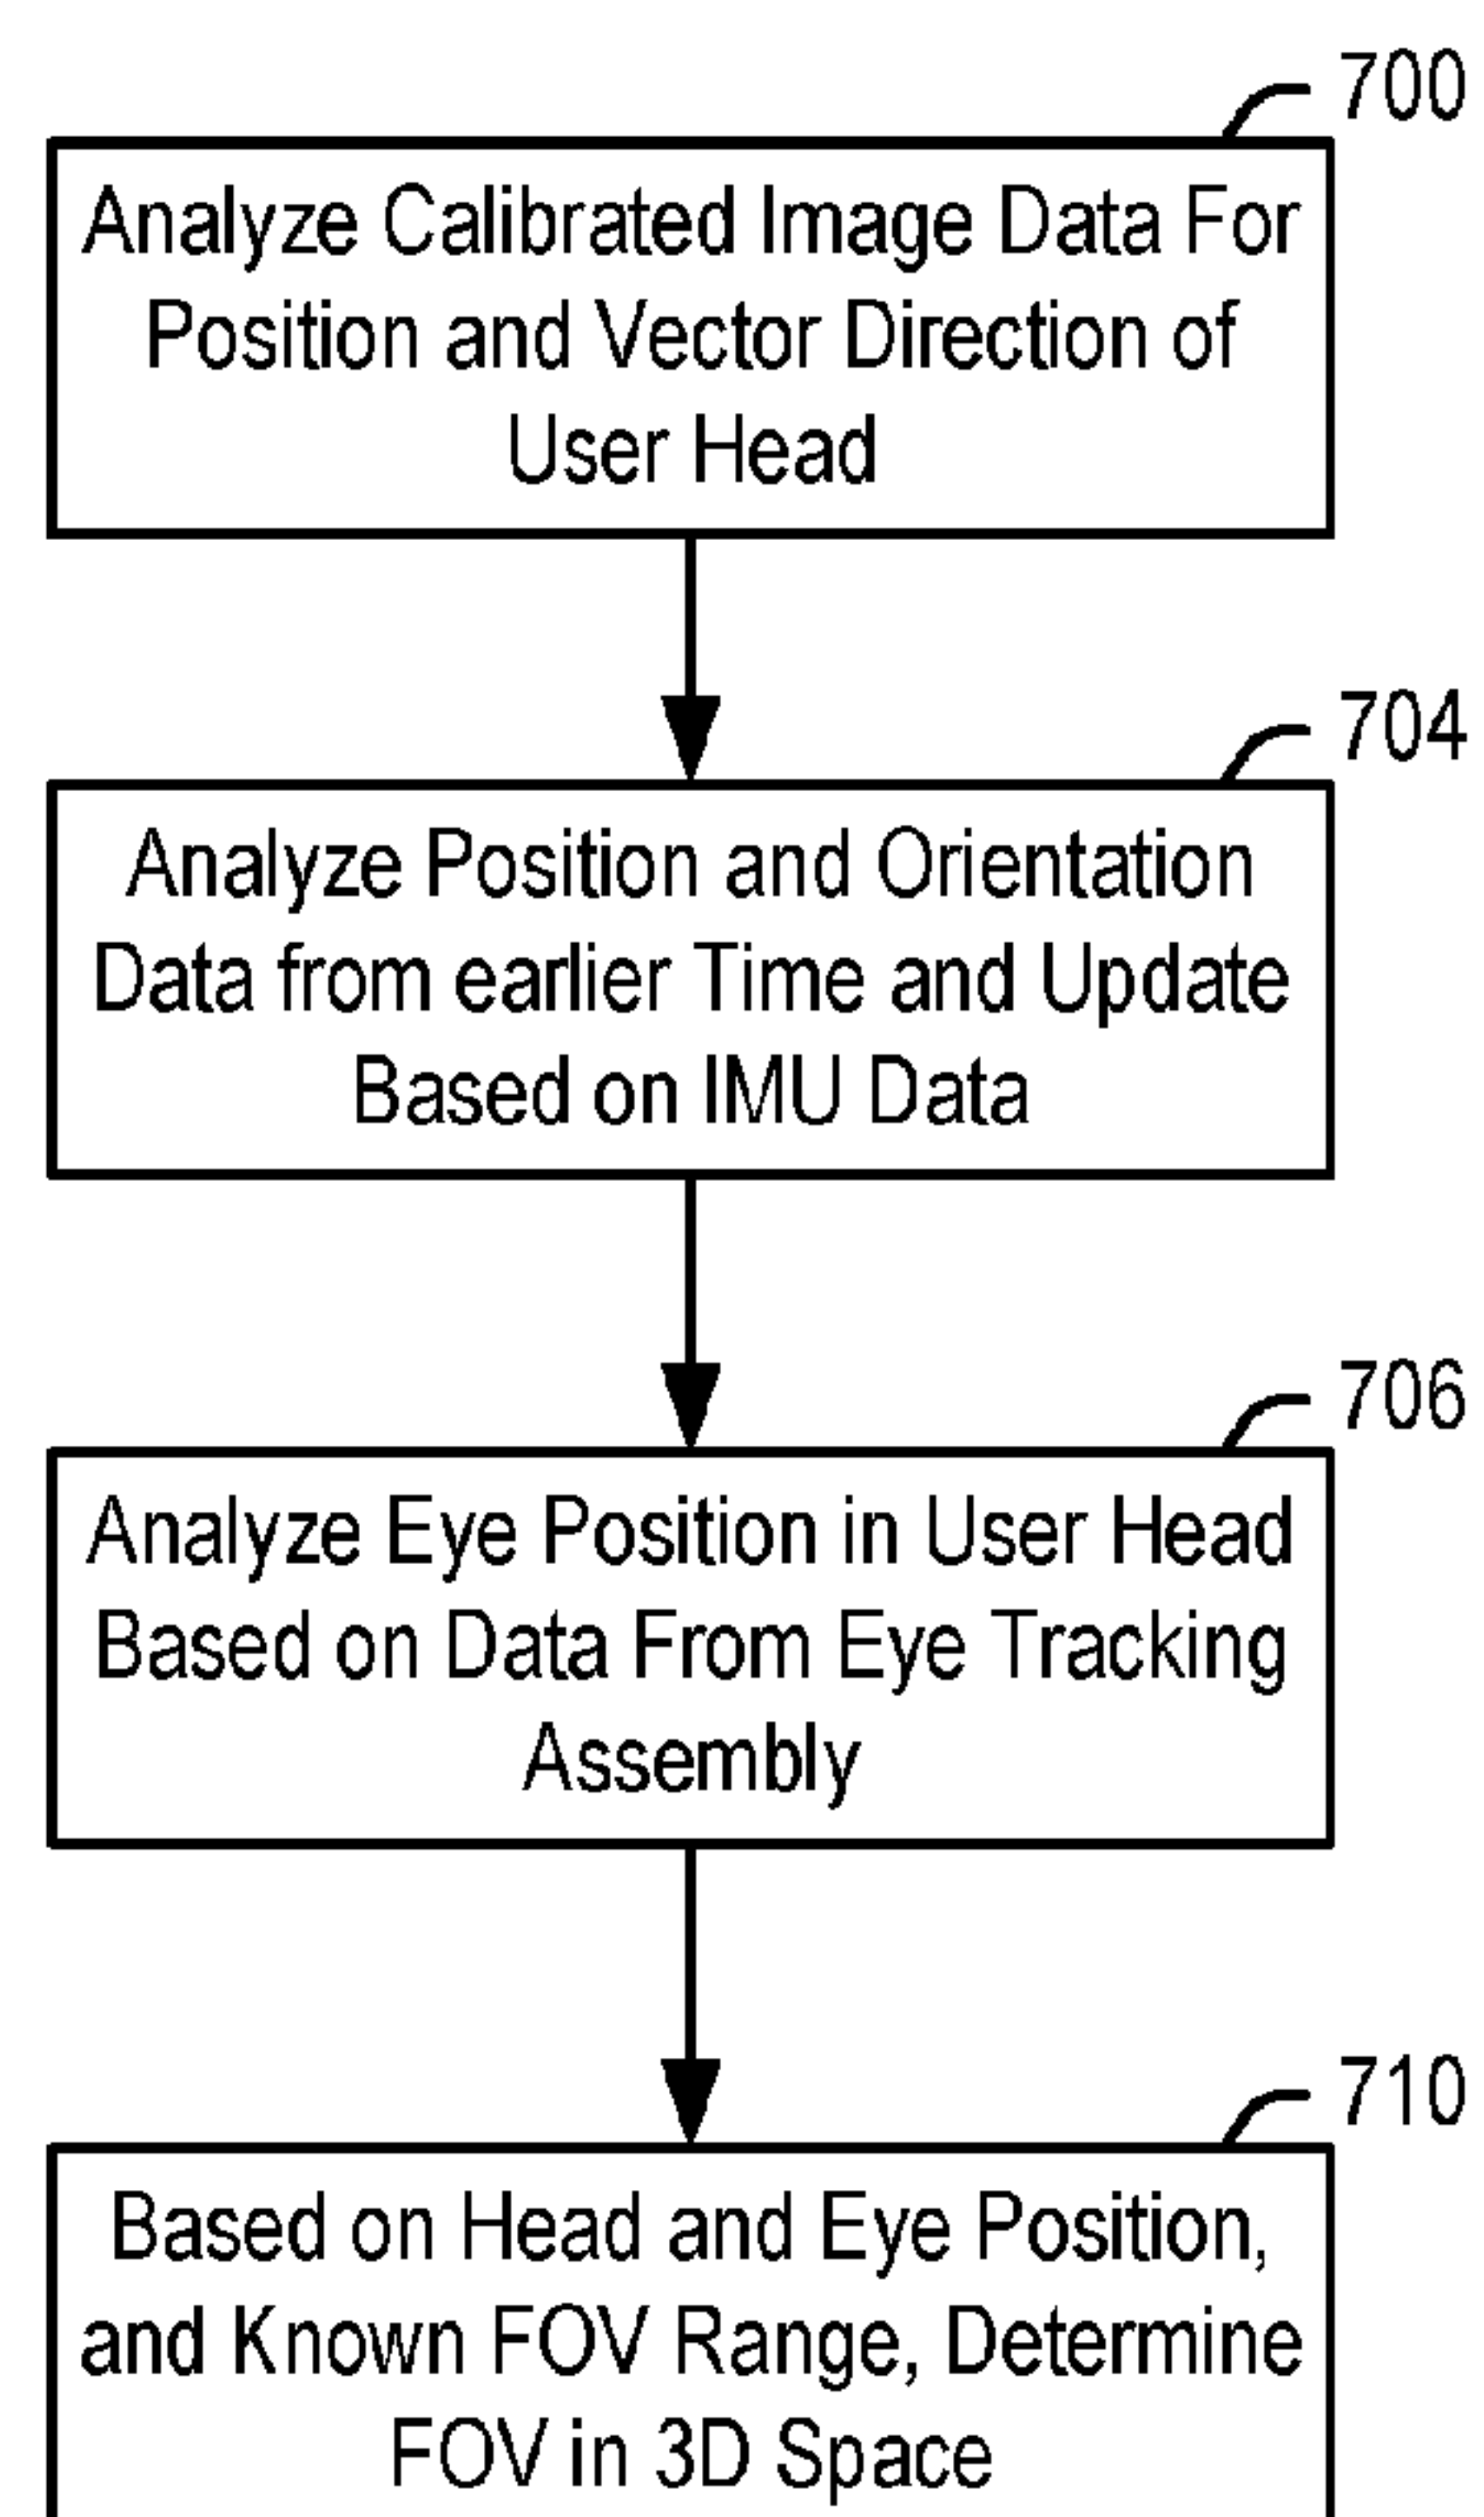 700
Analyze Calibrated Image Data For
Position and Vector Direction of
User Head
704
Analyze Position and Orientation
Data from earlier Time and Update
Based on IMU Data
706
Analyze Eye Position in User Head
Based on Data From Eye Tracking
Assembly
710
Based on Head and Eye Position,
and Known FOV Range, Determine
FOV in 3D Space